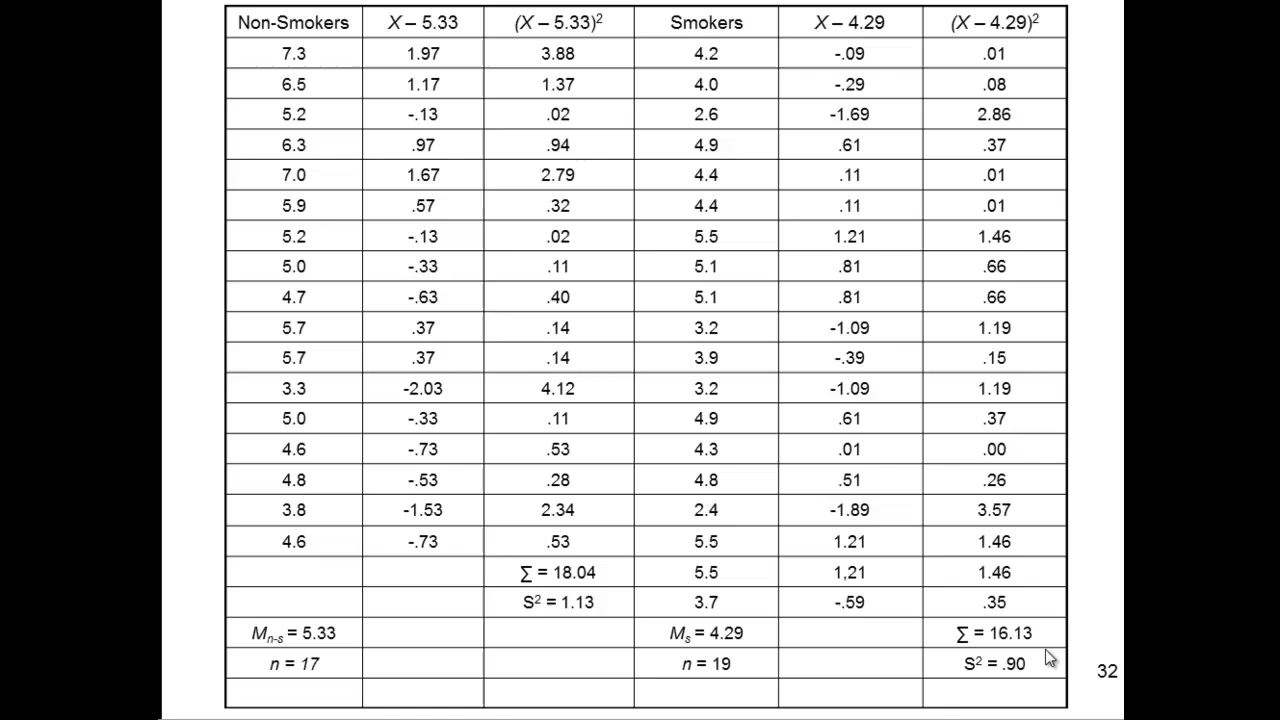 Non-Smokers X – 5.33 (X – 5.33)² Smokers X – 4.29 (X – 4.29)²
7.3 1.97 3.88 4.2 -.09 .01
6.5 1.17 1.37 4.0 -.29 .08
5.2 -.13 .02 2.6 -1.69 2.86
6.3 .97 .94 4.9 .61 .37
7.0 1.67 2.79 4.4 .11 .01
5.9 .57 .32 4.4 .11 .01
5.2 -.13 .02 5.5 1.21 1.46
5.0 -.33 .11 5.1 .81 .66
4.7 -.63 .40 5.1 .81 .66
5.7 .37 .14 3.2 -1.09 1.19
5.7 .37 .14 3.9 -.39 .15
3.3 -2.03 4.12 3.2 -1.09 1.19
5.0 -.33 .11 4.9 .61 .37
4.6 -.73 .53 4.3 .01 .00
4.8 -.53 .28 4.8 .51 .26
3.8 -1.53 2.34 2.4 -1.89 3.57
4.6 -.73 .53 5.5 1.21 1.46
∑ = 18.04 5.5 1,21 1.46
S² = 1.13 3.7 -.59 .35
Mn-s = 5.33 Ms = 4.29 ∑ = 16.13
n = 17 n = 19 S² = .90
32